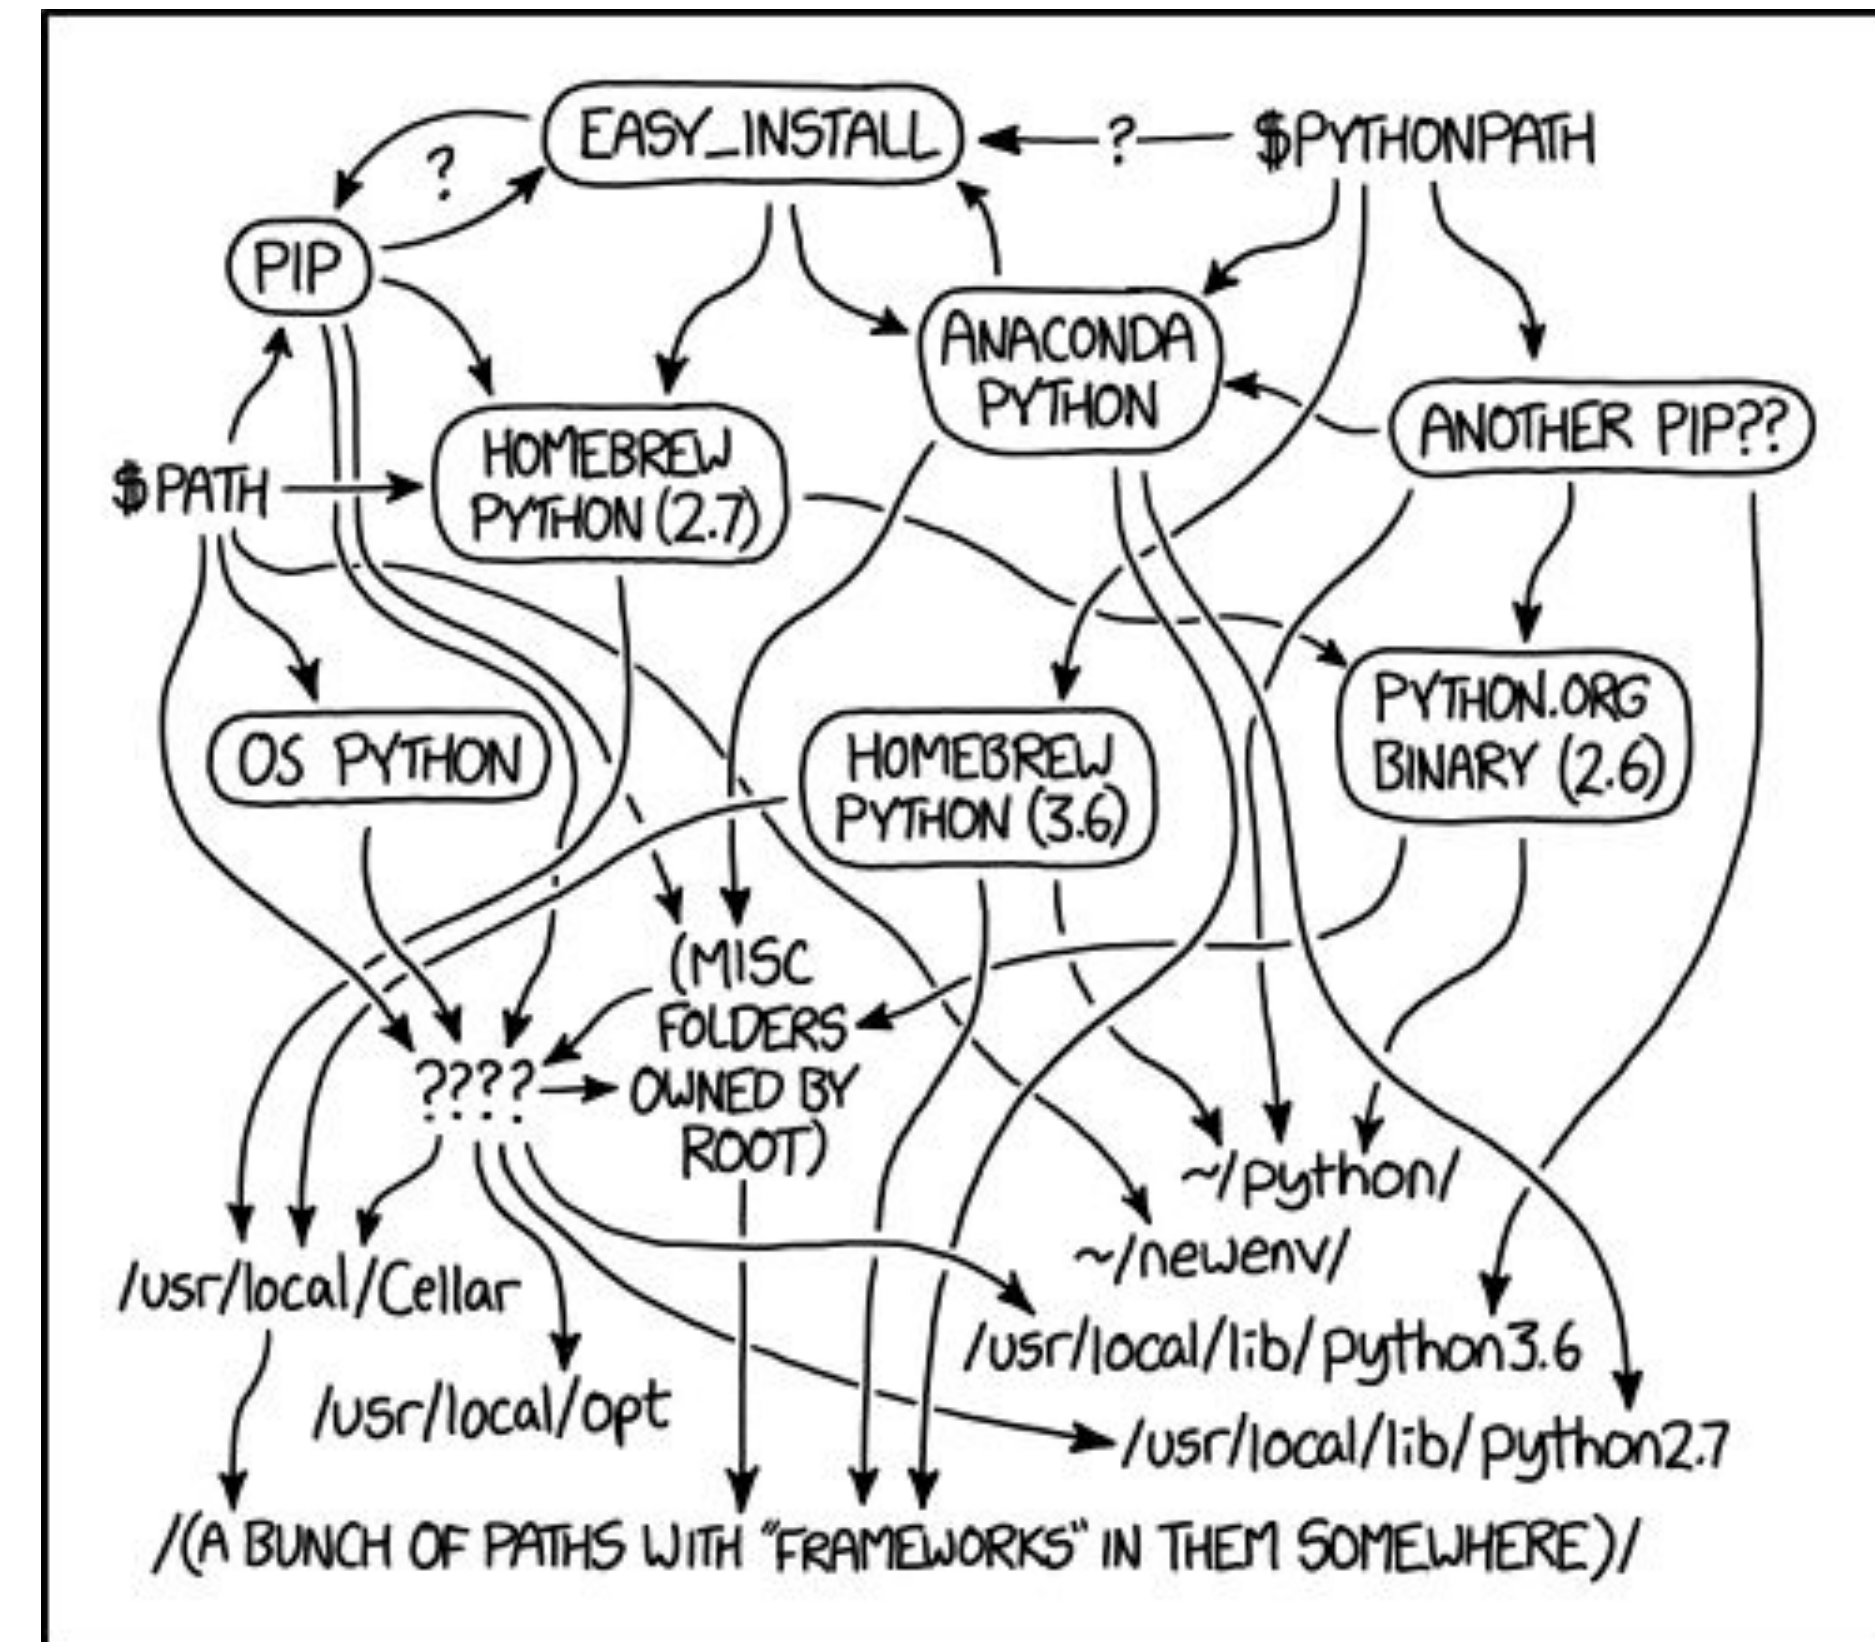 EASY_INSTALL
?
$PYTHONPATH
?
PIP
ANACONDA
PYTHON
ANOTHER PIP??
HOMEBREW
PYTHON (2.7)
$PATH
PYTHON.ORG
BINARY (2.6)
OS PYTHON
HOMEBREW
PYTHON (3.6)
(MISC
FOLDERS
OWNED BY
ROOT)
????
~/python/
~/newenv/
/usr/local/Cellar
/usr/local/lib/python3.6
/usr/local/opt
/usr/local/lib/python2.7
/(A BUNCH OF PATHS WITH "FRAMEWORKS" IN THEM SOMEWHERE)/